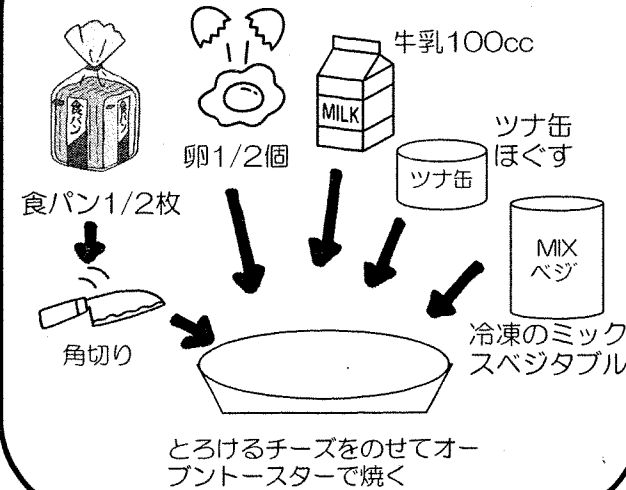 牛乳100cc
食パン
食パン
MILK
卵1/2個
ツナ缶
ほぐす
ツナ缶
食パン1/2枚
MIX
ベジ
角切り
冷凍のミック
スベジタブル
とろけるチーズをのせてオー
ブントースターで焼く